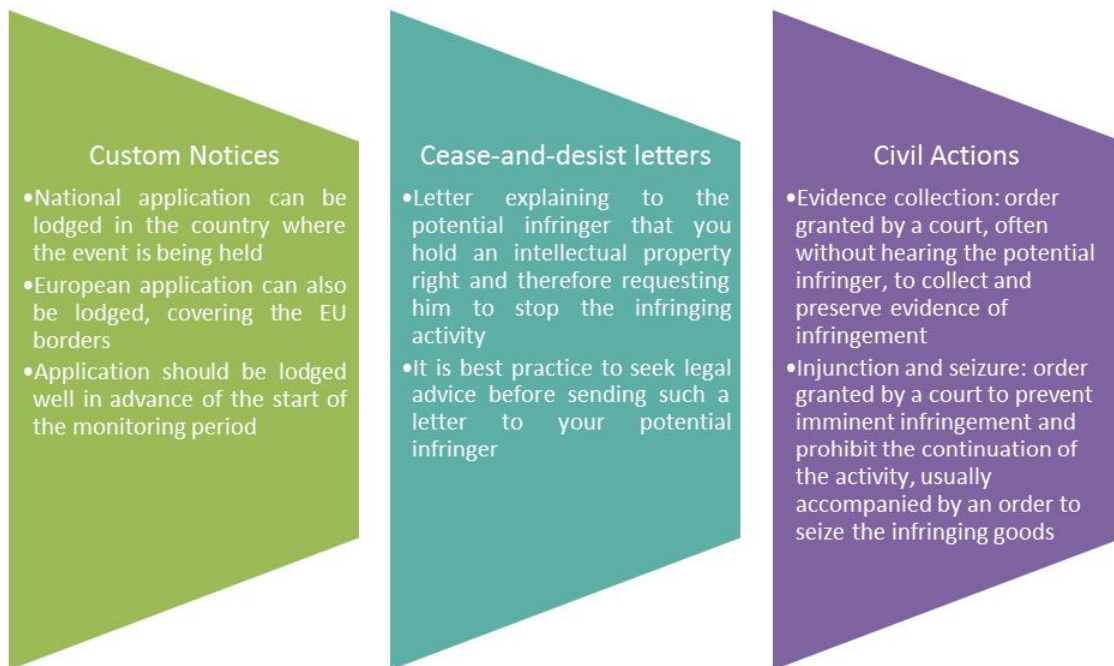 Custom Notices
•National application can be
lodged in the country where
the event is being held
•European application can also
be lodged, covering the EU
borders
•Application should be lodged
well in advance of the start of
the monitoring period
Cease-and-desist letters
•Letter explaining to the
potential infringer that you
hold an intellectual property
right and therefore requesting
him to stop the infringing
activity
•It is best practice to seek legal
advice before sending such a
letter to your potential
infringer
Civil Actions
•Evidence collection: order
granted by a court, often
without hearing the potential
infringer, to collect and
preserve evidence of
infringement
•Injunction and seizure: order
granted by a court to prevent
imminent infringement and
prohibit the continuation of
the activity, usually
accompanied by an order to
seize the infringing goods